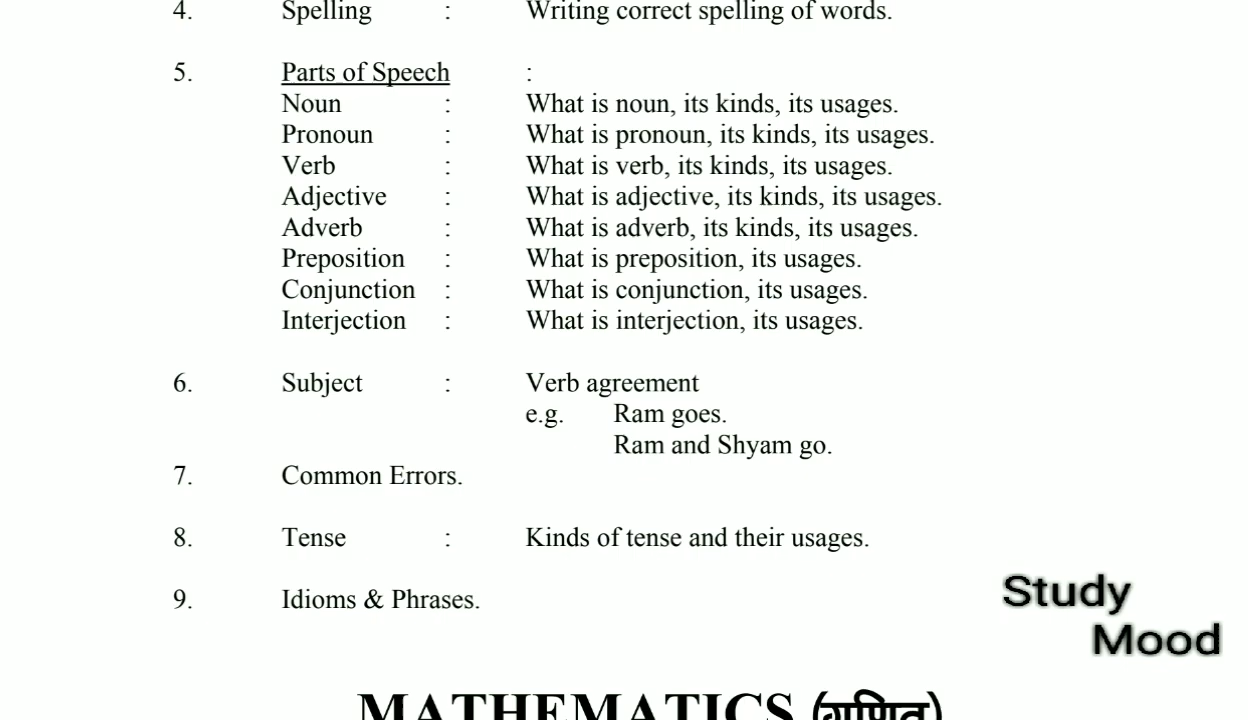 4. Spelling : Writing correct spelling of words.
5. Parts of Speech :
Noun : What is noun, its kinds, its usages.
Pronoun : What is pronoun, its kinds, its usages.
Verb : What is verb, its kinds, its usages.
Adjective : What is adjective, its kinds, its usages.
Adverb : What is adverb, its kinds, its usages.
Preposition : What is preposition, its usages.
Conjunction : What is conjunction, its usages.
Interjection : What is interjection, its usages.
6. Subject : Verb agreement
e.g. Ram goes.
Ram and Shyam go.
7. Common Errors.
8. Tense : Kinds of tense and their usages.
9. Idioms & Phrases.
Study
Mood
MATHEMATICS (गणित)